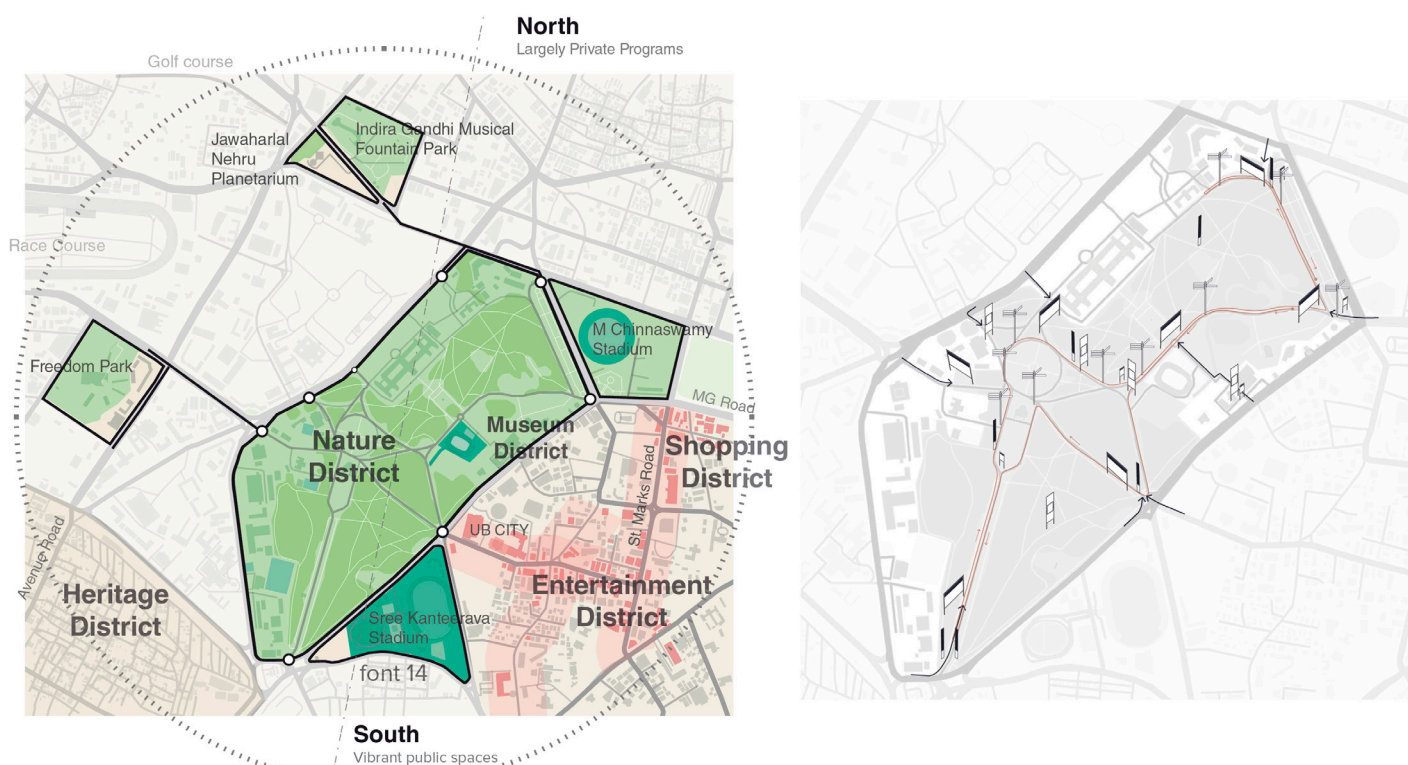 North
Largely Private Programs
Golf course
Indira Gandhi Musical
Fountain Park
Jawaharlal
Nehru
Planetarium
Race Course
M Chinnaswamy
Stadium
Freedom Park
MG Road
Nature
District
Museum
District
Shopping
District
St. Marks Road
UB CITY
Avenue Road
Heritage
District
Entertainment
District
Sree Kanteerava
Stadium
font 14
South
Vibrant public spaces